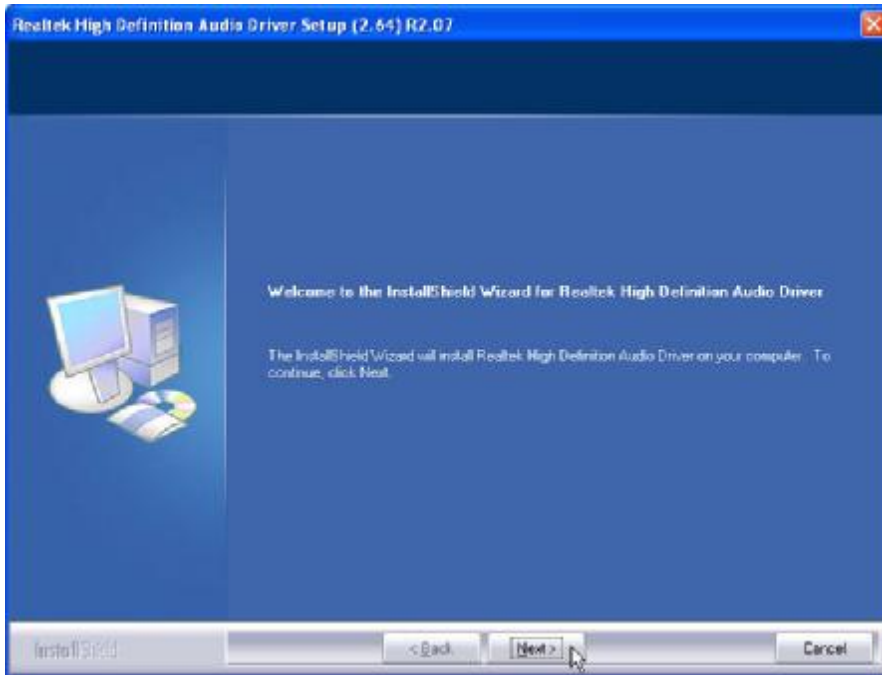 Realtek High Definition Audio Driver Setup (2.64) R2.07
Welcome to the InstallShield Wizard for Realtek High Definition Audio Driver
The InstallShield Wizard will install Realtek High Definition Audio Driver on your computer. To
continue, click Next.
InstallShield
< Back
Next >
Cancel